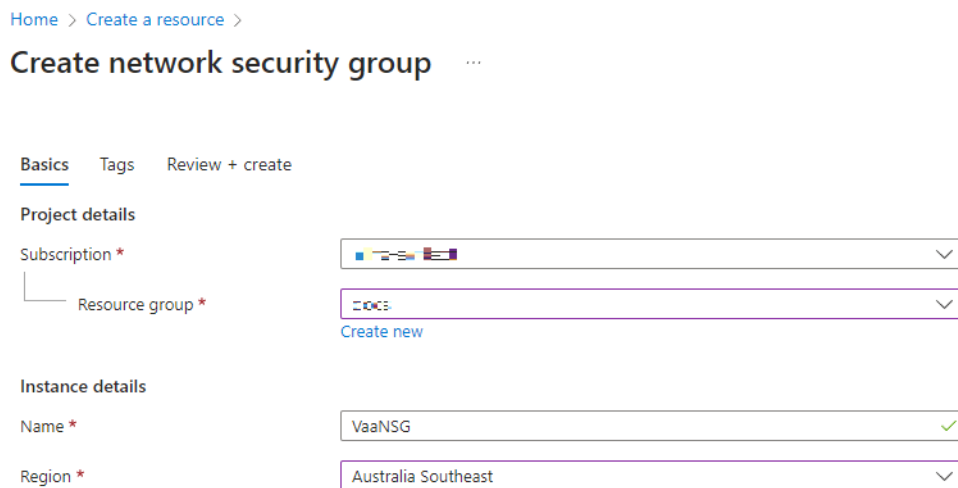 Home > Create a resource >
Create network security group ...
Basics Tags Review + create
Project details
Subscription *
Resource group *
Create new
Instance details
Name * VaaNSG
Region * Australia Southeast